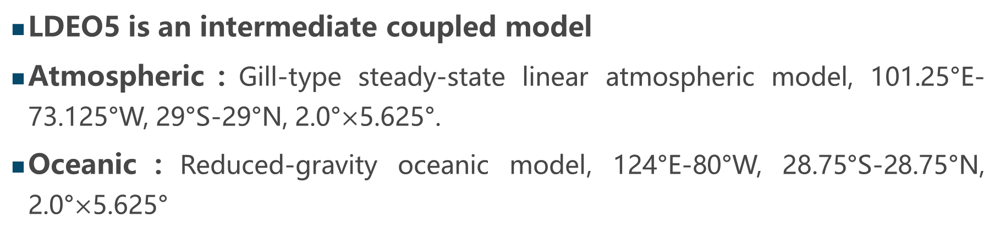 ▪LDEO5 is an intermediate coupled model
▪Atmospheric : Gill-type steady-state linear atmospheric model, 101.25°E-
73.125°W, 29°S-29°N, 2.0°×5.625°.
▪Oceanic : Reduced-gravity oceanic model, 124°E-80°W, 28.75°S-28.75°N,
2.0°×5.625°